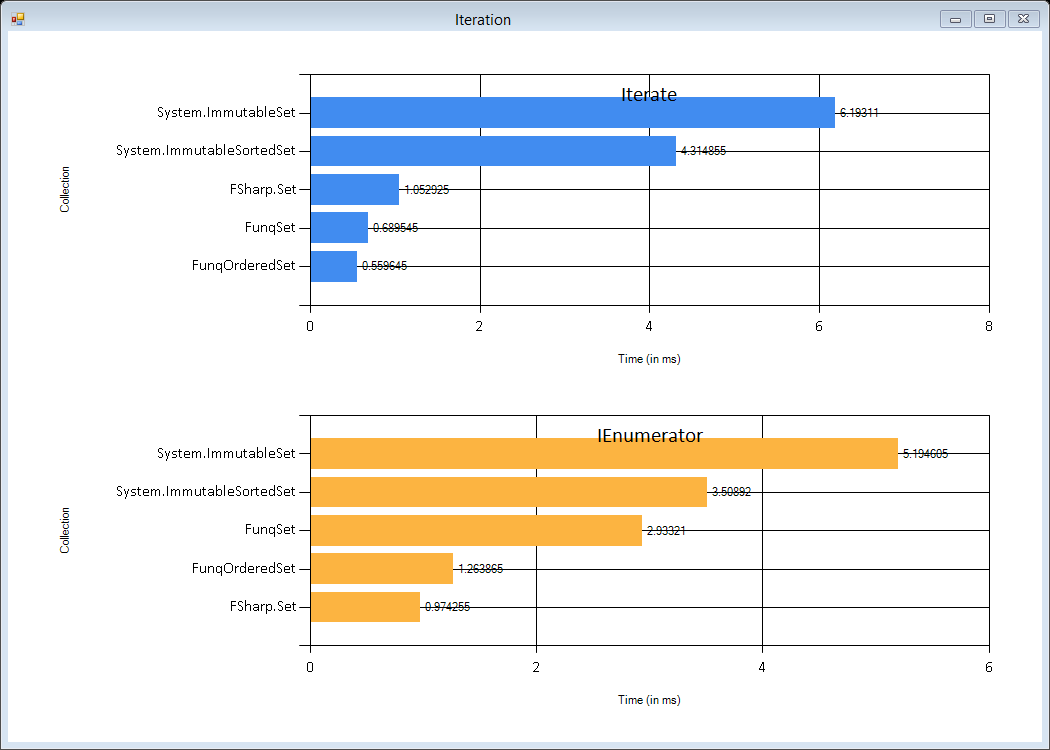 Iteration
Iterate
System.ImmutableSet
6.19311
System.ImmutableSortedSet
4.314855
FSharp.Set
1.052925
FunqSet
0.689545
FunqOrderedSet
0.559645
Collection
0 2 4 6 8
Time (in ms)
IEnumerator
System.ImmutableSet
5.194605
System.ImmutableSortedSet
3.50892
FunqSet
2.93321
FunqOrderedSet
1.263865
FSharp.Set
0.974255
Collection
0 2 4 6
Time (in ms)